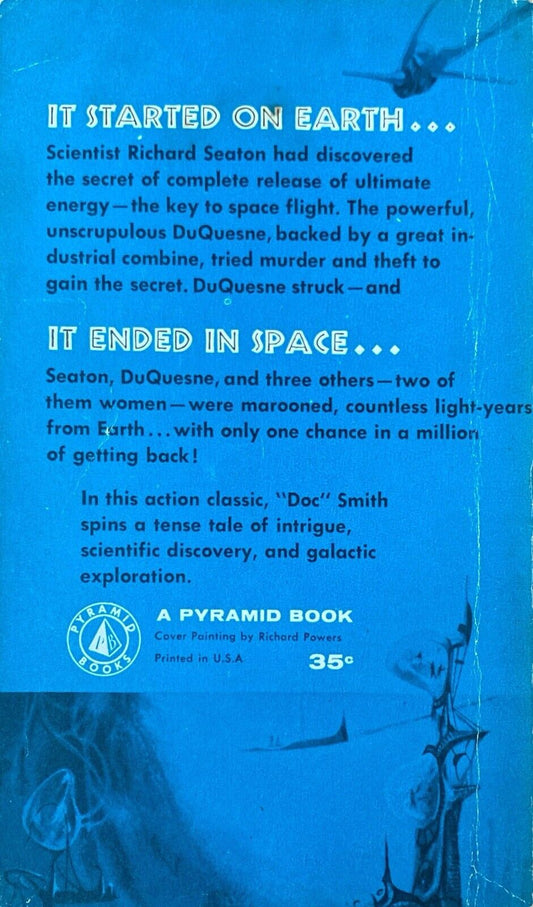 IT STARTED ON EARTH...
Scientist Richard Seaton had discovered
the secret of complete release of ultimate
energy—the key to space flight. The powerful,
unscrupulous DuQuesne, backed by a great in-
dustrial combine, tried murder and theft to
gain the secret. DuQuesne struck—and
IT ENDED IN SPACE...
Seaton, DuQuesne, and three others—two of
them women—were marooned, countless light-years
from Earth...with only one chance in a million
of getting back!
In this action classic, "Doc" Smith
spins a tense tale of intrigue,
scientific discovery, and galactic
exploration.
PYRAMID
PB
BOOKS
A PYRAMID BOOK
Cover Painting by Richard Powers
Printed in U.S.A
35c